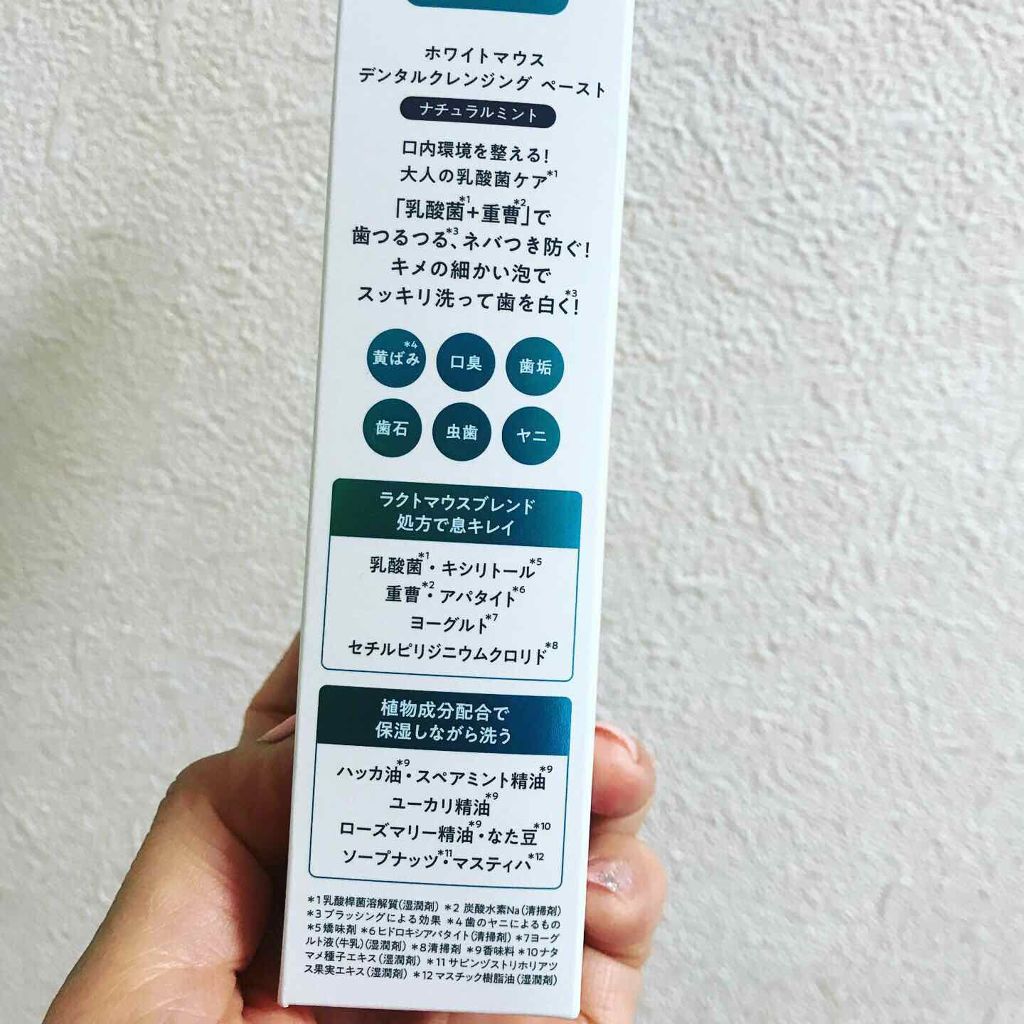 ホワイトマウス
デンタルクレンジング ペースト
ナチュラルミント
口内環境を整える!
大人の乳酸菌ケア*1
「乳酸菌*1+重曹*2」で
歯つるつる*3、ネバつき防ぐ!
キメの細かい泡で
スッキリ洗って歯を白く*3!
黄ばみ*4 口臭 歯垢
歯石 虫歯 ヤニ
ラクトマウスブレンド
処方で息キレイ
乳酸菌*1・キシリトール*5
重曹*2・アパタイト*6
ヨーグルト*7
セチルピリジニウムクロリド*8
植物成分配合で
保湿しながら洗う
ハッカ油*9・スペアミント精油*9
ユーカリ精油*9
ローズマリー精油*9・なた豆*10
ソープナッツ*11・マスティハ*12
*1乳酸桿菌溶解質(湿潤剤) *2 炭酸水素Na(清掃剤)
*3ブラッシングによる効果 *4歯のヤニによるもの
*5矯味剤 *6ヒドロキシアパタイト(清掃剤) *7ヨーグ
ルト液(牛乳)(湿潤剤) *8清掃剤 *9香味料 *10ナタ
マメ種子エキス(湿潤剤) *11 サピンヅストリホリアツ
ス果実エキス(湿潤剤) *12マスチック樹脂油(湿潤剤)